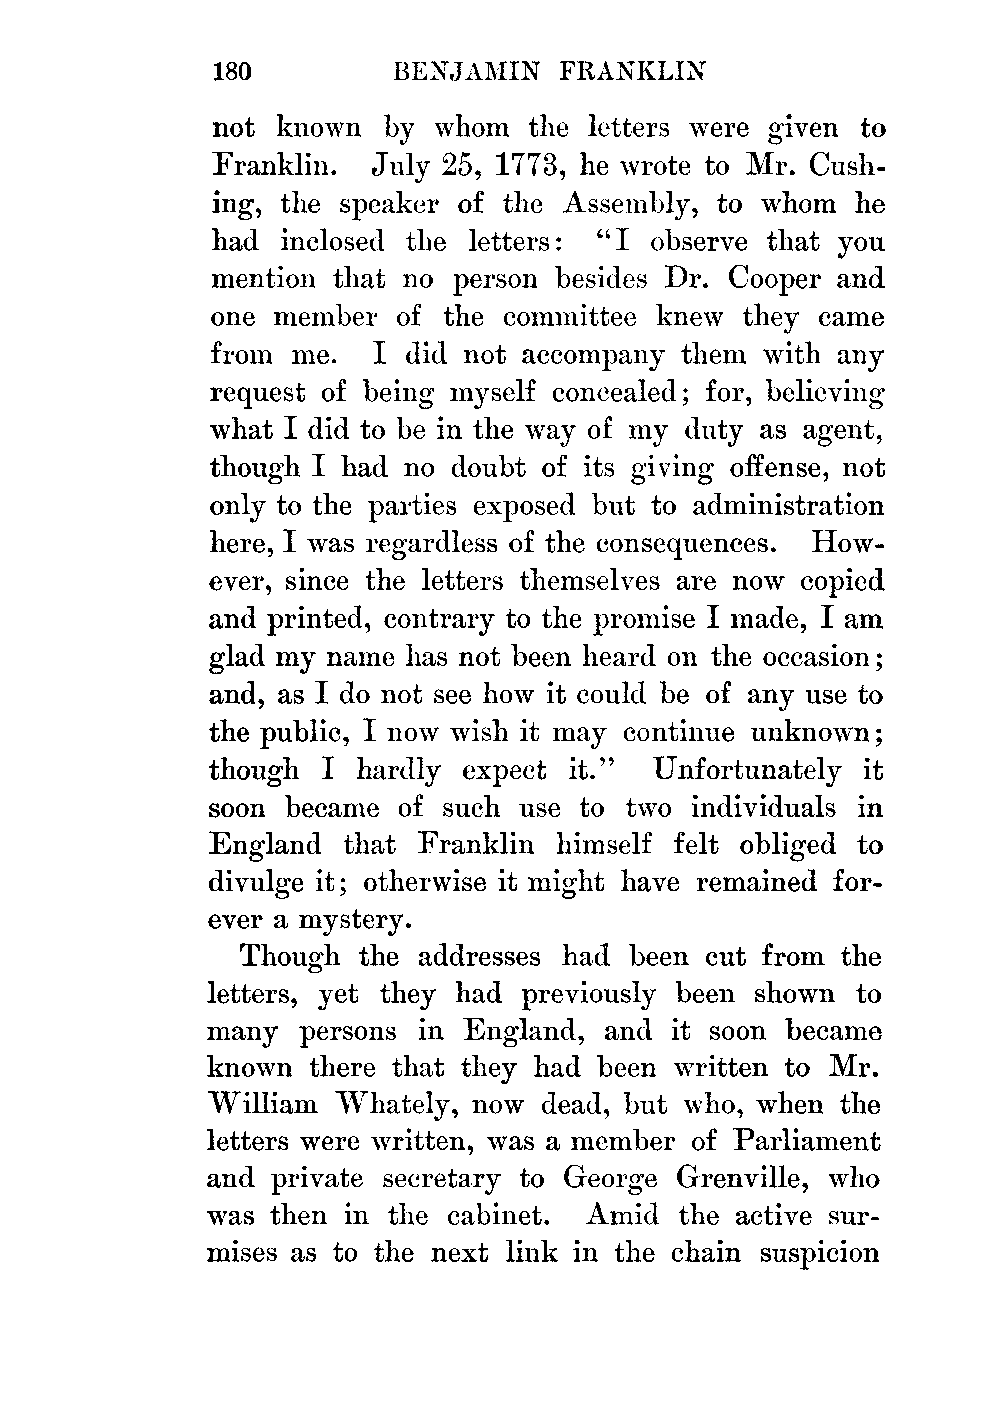 180 BENJAMIN FRANKLIN
not known by whom the letters were given to
Franklin. July 25, 1773, he wrote to Mr. Cush-
ing, the speaker of the Assembly, to whom he
had inclosed the letters: “I observe that you
mention that no person besides Dr. Cooper and
one member of the committee knew they came
from me. I did not accompany them with any
request of being myself concealed; for, believing
what I did to be in the way of my duty as agent,
though I had no doubt of its giving offense, not
only to the parties exposed but to administration
here, I was regardless of the consequences. How-
ever, since the letters themselves are now copied
and printed, contrary to the promise I made, I am
glad my name has not been heard on the occasion;
and, as I do not see how it could be of any use to
the public, I now wish it may continue unknown;
though I hardly expect it.” Unfortunately it
soon became of such use to two individuals in
England that Franklin himself felt obliged to
divulge it; otherwise it might have remained for-
ever a mystery.
Though the addresses had been cut from the
letters, yet they had previously been shown to
many persons in England, and it soon became
known there that they had been written to Mr.
William Whately, now dead, but who, when the
letters were written, was a member of Parliament
and private secretary to George Grenville, who
was then in the cabinet. Amid the active sur-
mises as to the next link in the chain suspicion